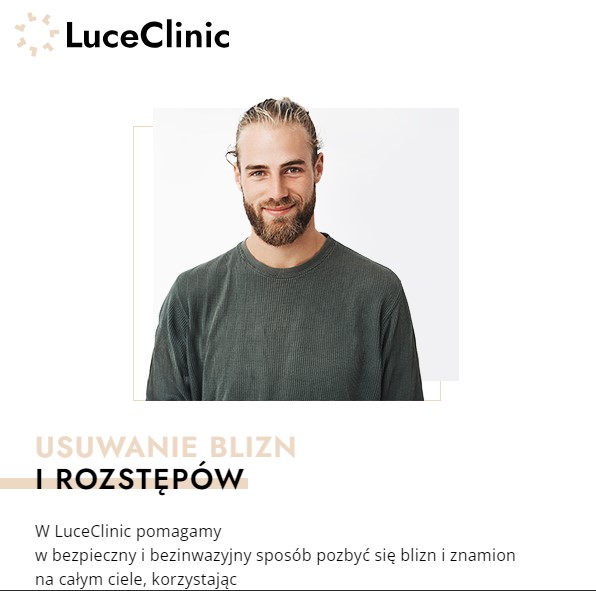 LuceClinic
USUWANIE BLIZN
I ROZSTĘPÓW
W LuceClinic pomagamy
w bezpieczny i bezinwazyjny sposób pozbyć się blizn i znamion
na całym ciele, korzystając